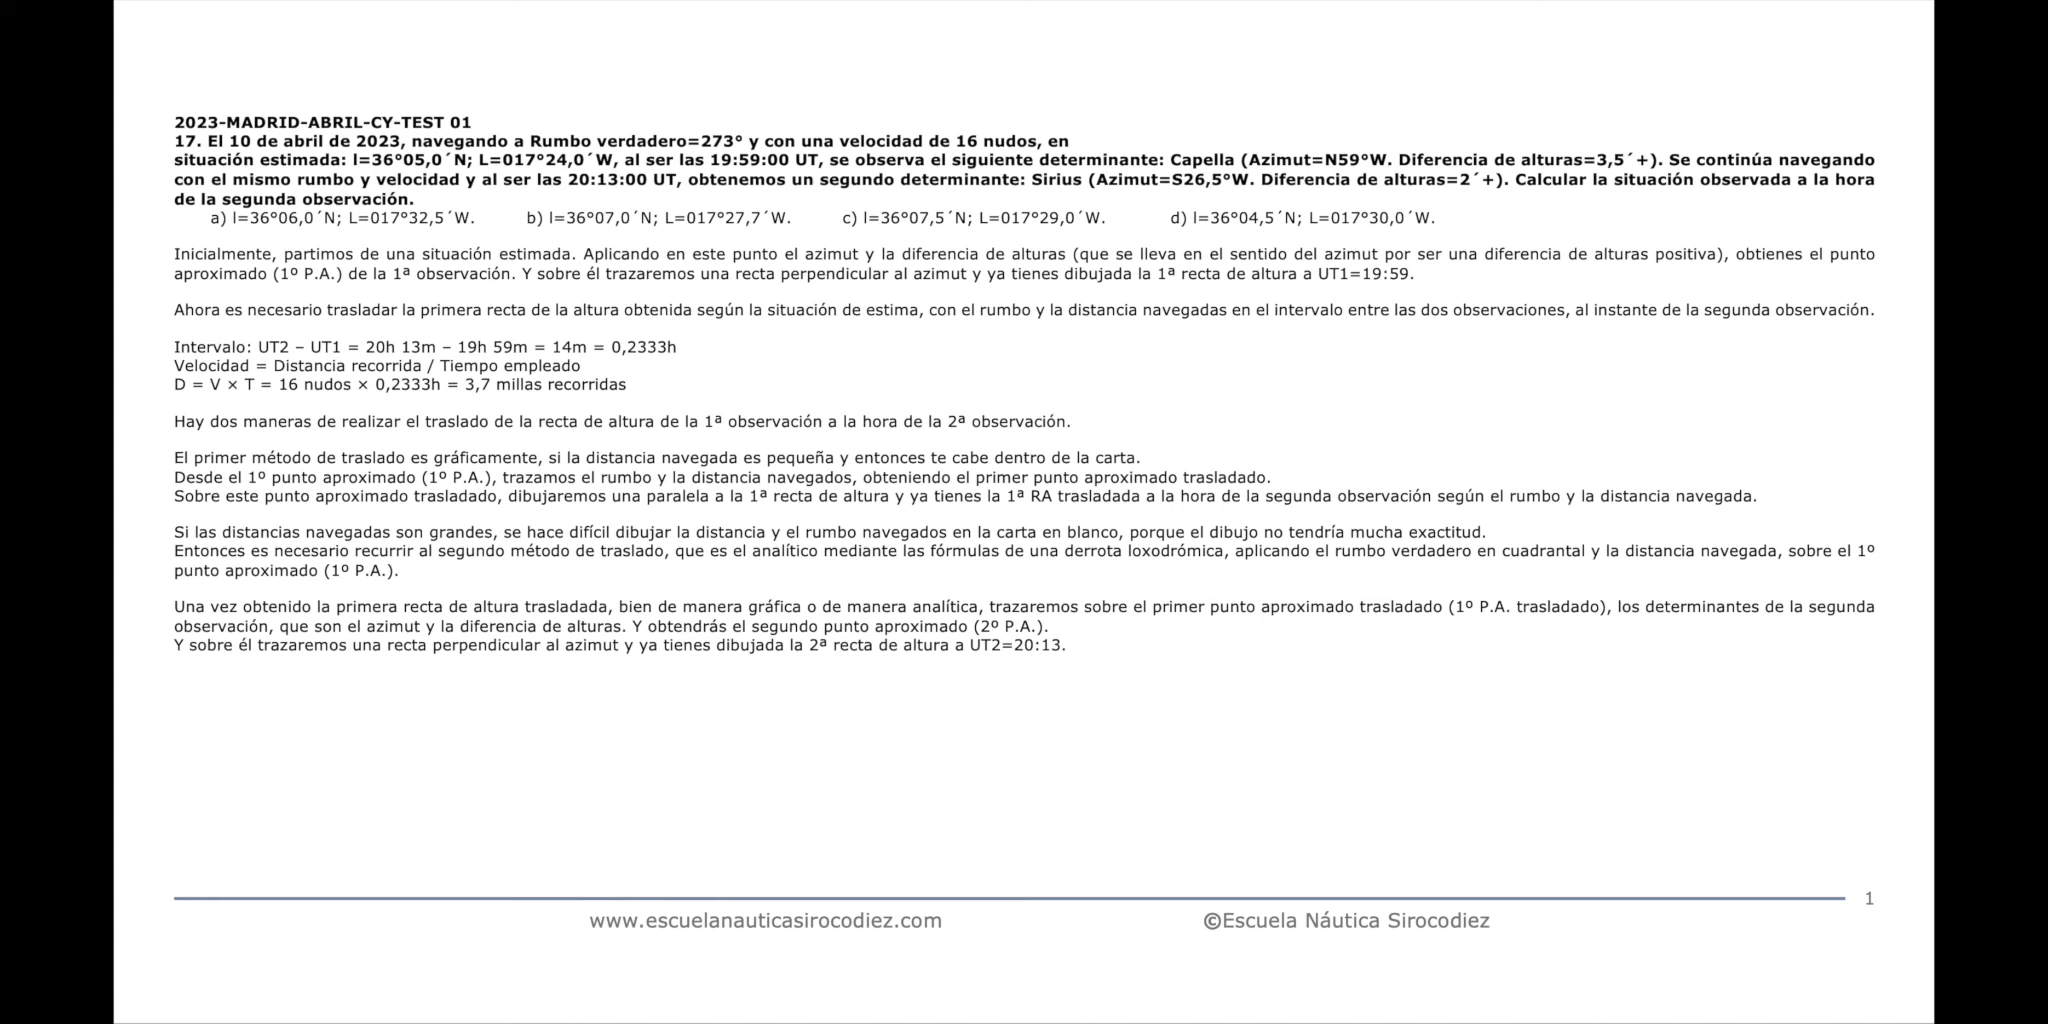 2023-MADRID-ABRIL-CY-TEST 01
17. El 10 de abril de 2023, navegando a Rumbo verdadero=273° y con una velocidad de 16 nudos, en
situación estimada: l=36°05,0´N; L=017°24,0´W, al ser las 19:59:00 UT, se observa el siguiente determinante: Capella (Azimut=N59°W. Diferencia de alturas=3,5´+). Se continúa navegando
con el mismo rumbo y velocidad y al ser las 20:13:00 UT, obtenemos un segundo determinante: Sirius (Azimut=S26,5°W. Diferencia de alturas=2´+). Calcular la situación observada a la hora
de la segunda observación.
a) l=36°06,0´N; L=017°32,5´W. b) l=36°07,0´N; L=017°27,7´W. c) l=36°07,5´N; L=017°29,0´W. d) l=36°04,5´N; L=017°30,0´W.
Inicialmente, partimos de una situación estimada. Aplicando en este punto el azimut y la diferencia de alturas (que se lleva en el sentido del azimut por ser una diferencia de alturas positiva), obtienes el punto
aproximado (1º P.A.) de la 1ª observación. Y sobre él trazaremos una recta perpendicular al azimut y ya tienes dibujada la 1ª recta de altura a UT1=19:59.
Ahora es necesario trasladar la primera recta de la altura obtenida según la situación de estima, con el rumbo y la distancia navegadas en el intervalo entre las dos observaciones, al instante de la segunda observación.
Intervalo: UT2 – UT1 = 20h 13m – 19h 59m = 14m = 0,2333h
Velocidad = Distancia recorrida / Tiempo empleado
D = V × T = 16 nudos × 0,2333h = 3,7 millas recorridas
Hay dos maneras de realizar el traslado de la recta de altura de la 1ª observación a la hora de la 2ª observación.
El primer método de traslado es gráficamente, si la distancia navegada es pequeña y entonces te cabe dentro de la carta.
Desde el 1º punto aproximado (1º P.A.), trazamos el rumbo y la distancia navegados, obteniendo el primer punto aproximado trasladado.
Sobre este punto aproximado trasladado, dibujaremos una paralela a la 1ª recta de altura y ya tienes la 1ª RA trasladada a la hora de la segunda observación según el rumbo y la distancia navegada.
Si las distancias navegadas son grandes, se hace difícil dibujar la distancia y el rumbo navegados en la carta en blanco, porque el dibujo no tendría mucha exactitud.
Entonces es necesario recurrir al segundo método de traslado, que es el analítico mediante las fórmulas de una derrota loxodrómica, aplicando el rumbo verdadero en cuadrantal y la distancia navegada, sobre el 1º
punto aproximado (1º P.A.).
Una vez obtenido la primera recta de altura trasladada, bien de manera gráfica o de manera analítica, trazaremos sobre el primer punto aproximado trasladado (1º P.A. trasladado), los determinantes de la segunda
observación, que son el azimut y la diferencia de alturas. Y obtendrás el segundo punto aproximado (2º P.A.).
Y sobre él trazaremos una recta perpendicular al azimut y ya tienes dibujada la 2ª recta de altura a UT2=20:13.
1
www.escuelanauticasirocodiez.com ©Escuela Náutica Sirocodiez